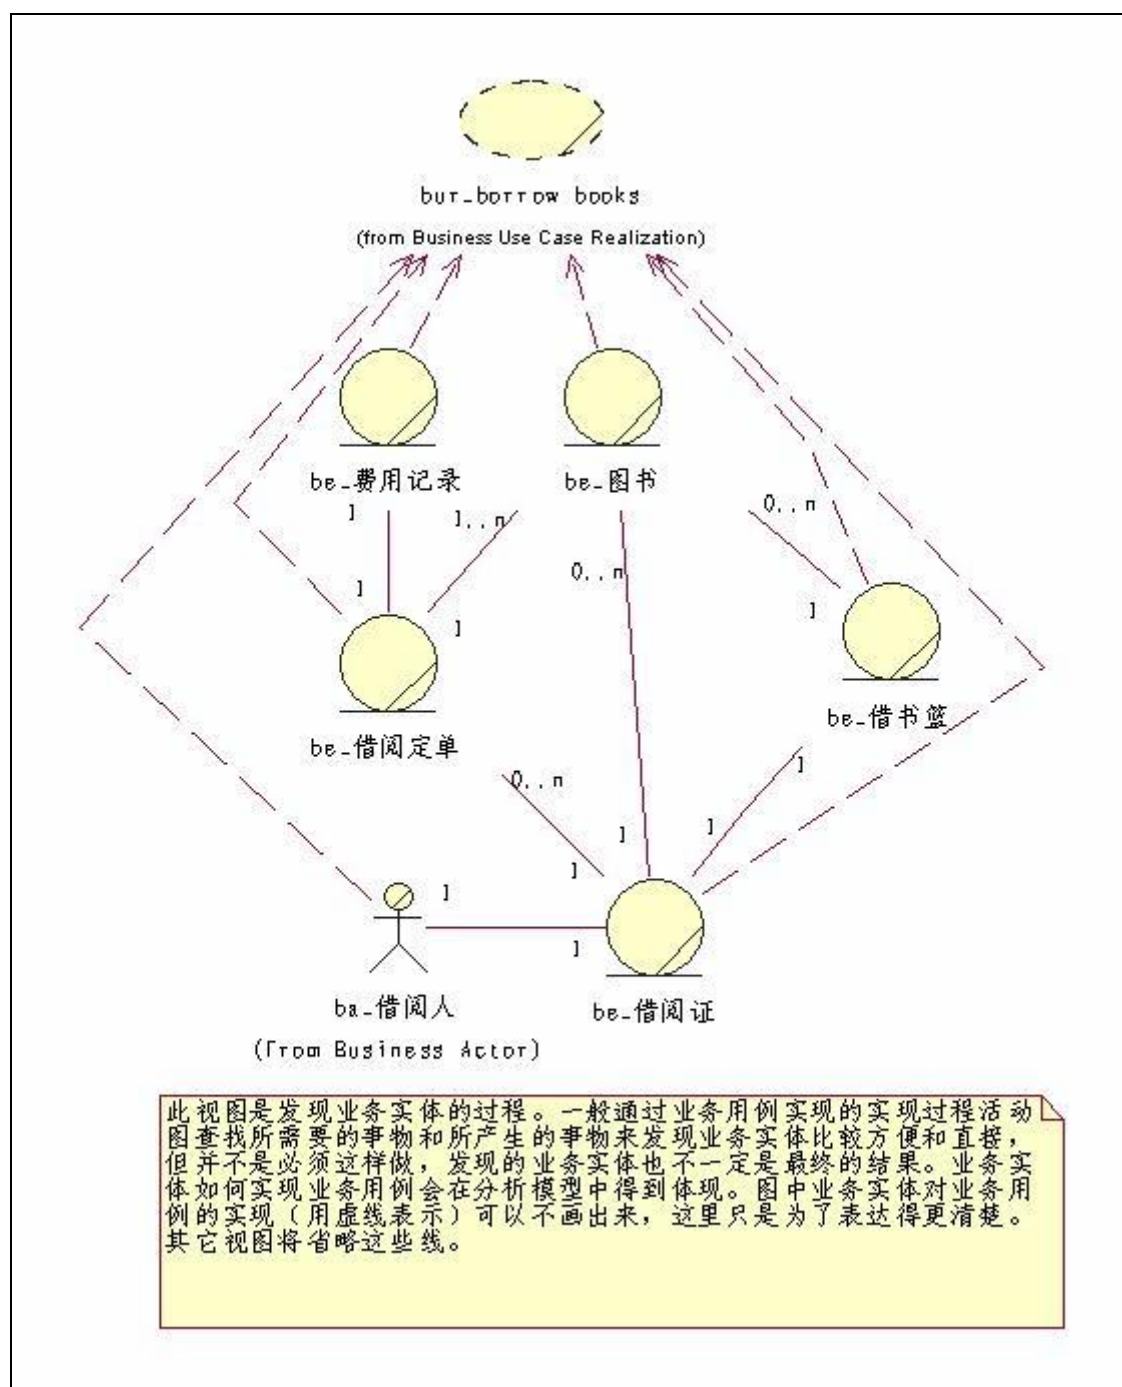 bur_borrow books
(from Business Use Case Realization)
be_费用记录
be_图书
1
1..n
0..n
0..n
1
1
1
be_借书篮
be_借阅定单
0..n
1
1
1
1
1
1
ba_借阅人
be_借阅证
(from Business Actor)
此视图是发现业务实体的过程。一般通过业务用例实现的实现过程活动
图查找所需要的事物和所产生的事物来发现业务实体比较方便和直接，
但并不是必须这样做，发现的业务实体也不一定是最终的结果。业务实
体如何实现业务用例会在分析模型中得到体现。图中业务实体对业务用
例的实现（用虚线表示）可以不画出来，这里只是为了表达得更清楚。
其它视图将省略这些线。